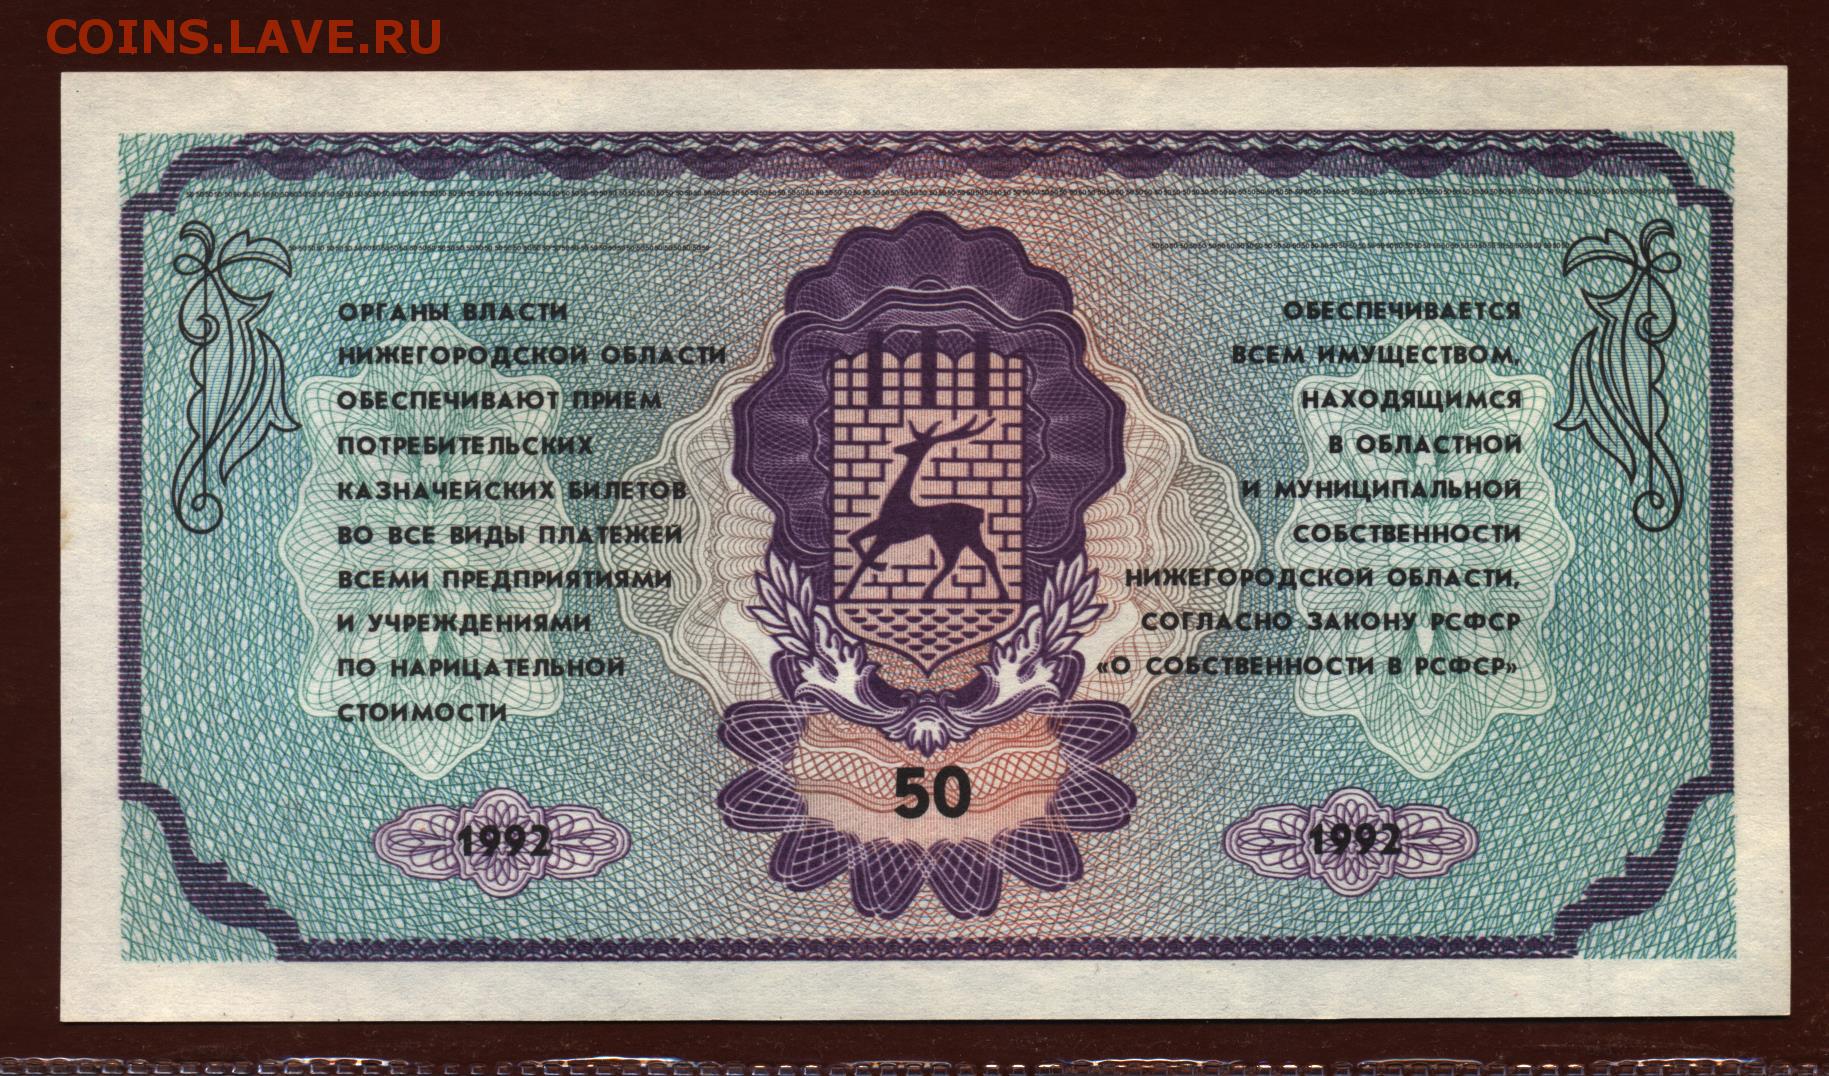 COINS.LAVE.RU
ОРГАНЫ ВЛАСТИ
НИЖЕГОРОДСКОЙ ОБЛАСТИ
ОБЕСПЕЧИВАЮТ ПРИЕМ
ПОТРЕБИТЕЛЬСКИХ
КАЗНАЧЕЙСКИХ БИЛЕТОВ
ВО ВСЕ ВИДЫ ПЛАТЕЖЕЙ
ВСЕМИ ПРЕДПРИЯТИЯМИ
И УЧРЕЖДЕНИЯМИ
ПО НАРИЦАТЕЛЬНОЙ
СТОИМОСТИ
ОБЕСПЕЧИВАЕТСЯ
ВСЕМ ИМУЩЕСТВОМ,
НАХОДЯЩИМСЯ
В ОБЛАСТНОЙ
И МУНИЦИПАЛЬНОЙ
СОБСТВЕННОСТИ
НИЖЕГОРОДСКОЙ ОБЛАСТИ,
СОГЛАСНО ЗАКОНУ РСФСР
«О СОБСТВЕННОСТИ В РСФСР»
50
1992
1992